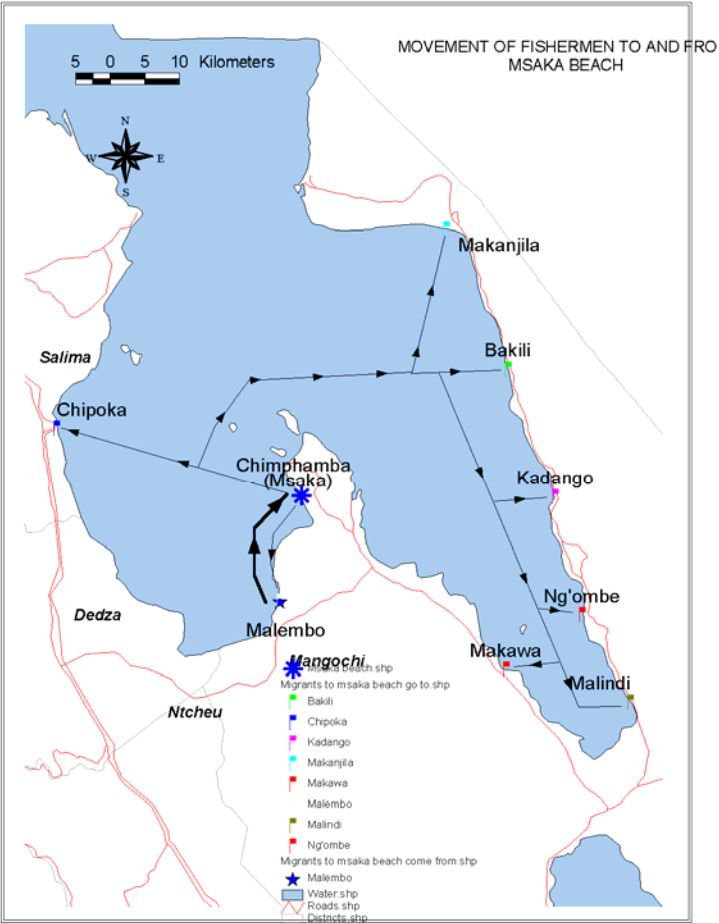 MOVEMENT OF FISHERMEN TO AND FRO
MSAKA BEACH
5 0 5 10 Kilometers
N
W E
S
Makanjila
Bakili
Salima
Chipoka
Chimphamba
(Msaka)
Kadango
Dedza
Ng'ombe
Malembo
Makawa
Mangochi
Malindi
Ntcheu
Msaka beach.shp
Migrants to msaka beach go to.shp
Bakili
Chipoka
Kadango
Makanjila
Makawa
Malembo
Malindi
Ng'ombe
Migrants to msaka beach come from.shp
Malembo
Water.shp
Roads.shp
Districts.shp